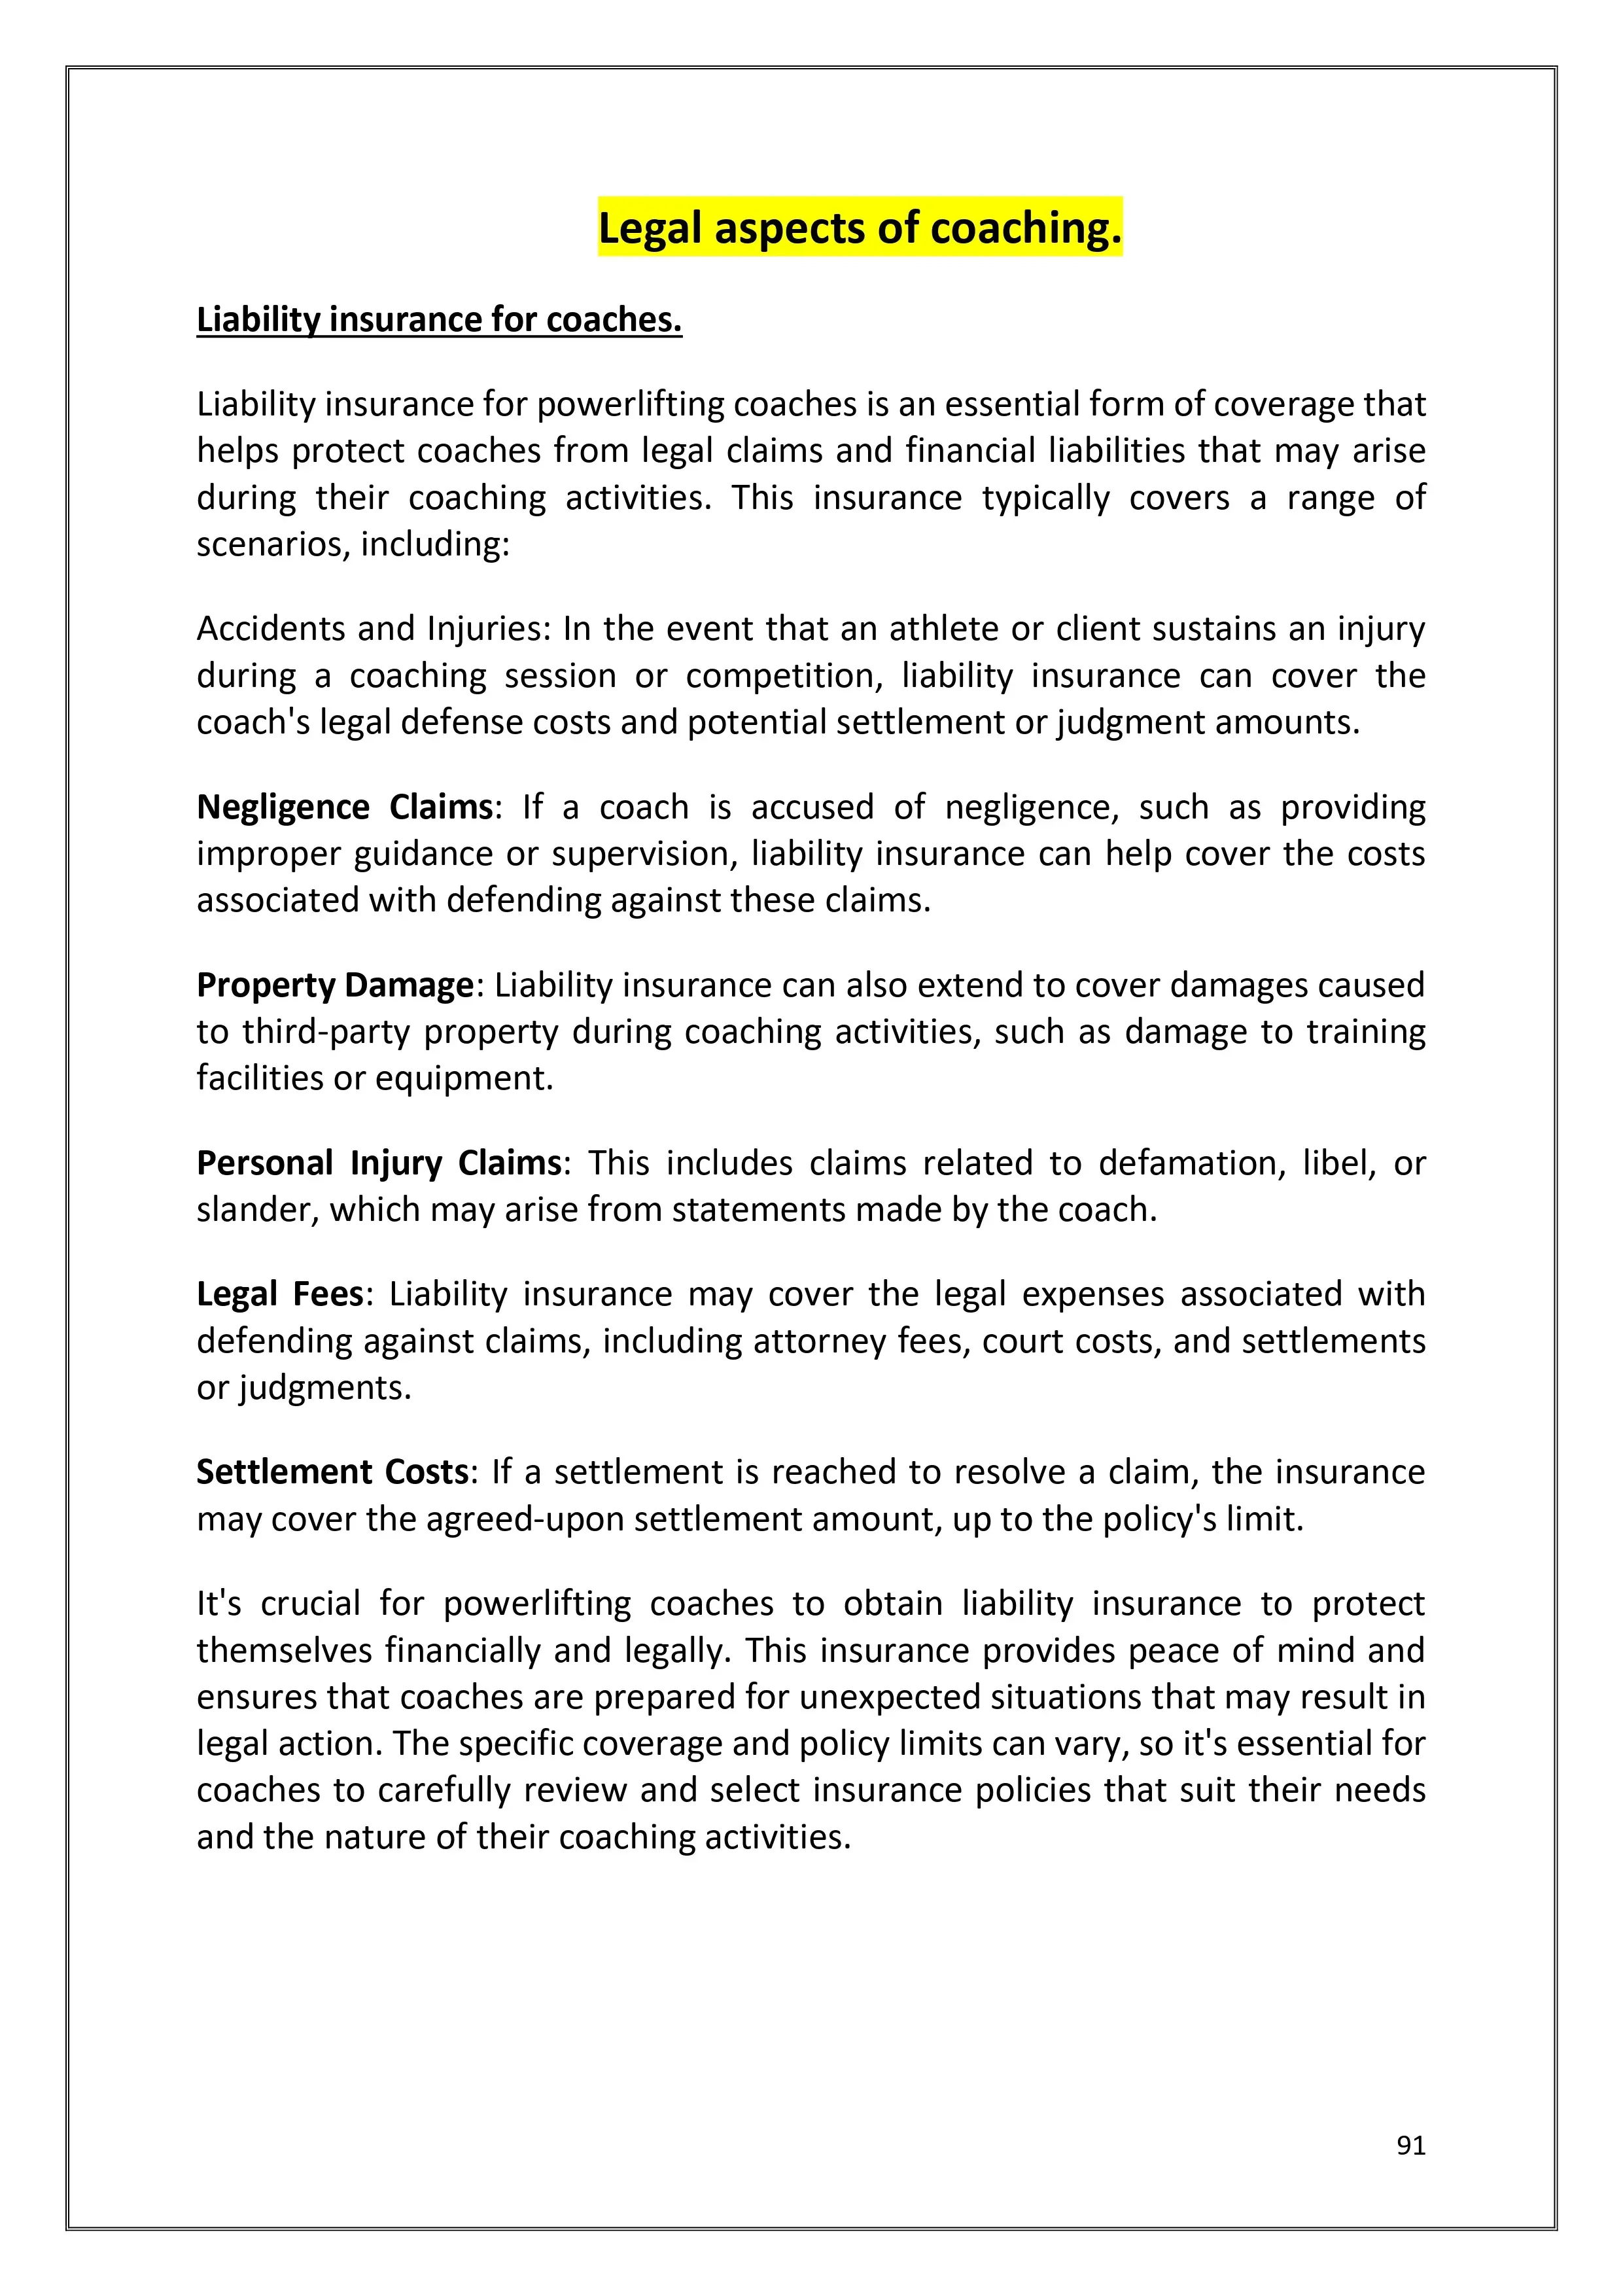 Legal aspects of coaching.
Liability insurance for coaches.
Liability insurance for powerlifting coaches is an essential form of coverage that
helps protect coaches from legal claims and financial liabilities that may arise
during their coaching activities. This insurance typically covers a range of
scenarios, including:
Accidents and Injuries: In the event that an athlete or client sustains an injury
during a coaching session or competition, liability insurance can cover the
coach's legal defense costs and potential settlement or judgment amounts.
Negligence Claims: If a coach is accused of negligence, such as providing
improper guidance or supervision, liability insurance can help cover the costs
associated with defending against these claims.
Property Damage: Liability insurance can also extend to cover damages caused
to third-party property during coaching activities, such as damage to training
facilities or equipment.
Personal Injury Claims: This includes claims related to defamation, libel, or
slander, which may arise from statements made by the coach.
Legal Fees: Liability insurance may cover the legal expenses associated with
defending against claims, including attorney fees, court costs, and settlements
or judgments.
Settlement Costs: If a settlement is reached to resolve a claim, the insurance
may cover the agreed-upon settlement amount, up to the policy's limit.
It's crucial for powerlifting coaches to obtain liability insurance to protect
themselves financially and legally. This insurance provides peace of mind and
ensures that coaches are prepared for unexpected situations that may result in
legal action. The specific coverage and policy limits can vary, so it's essential for
coaches to carefully review and select insurance policies that suit their needs
and the nature of their coaching activities.
91